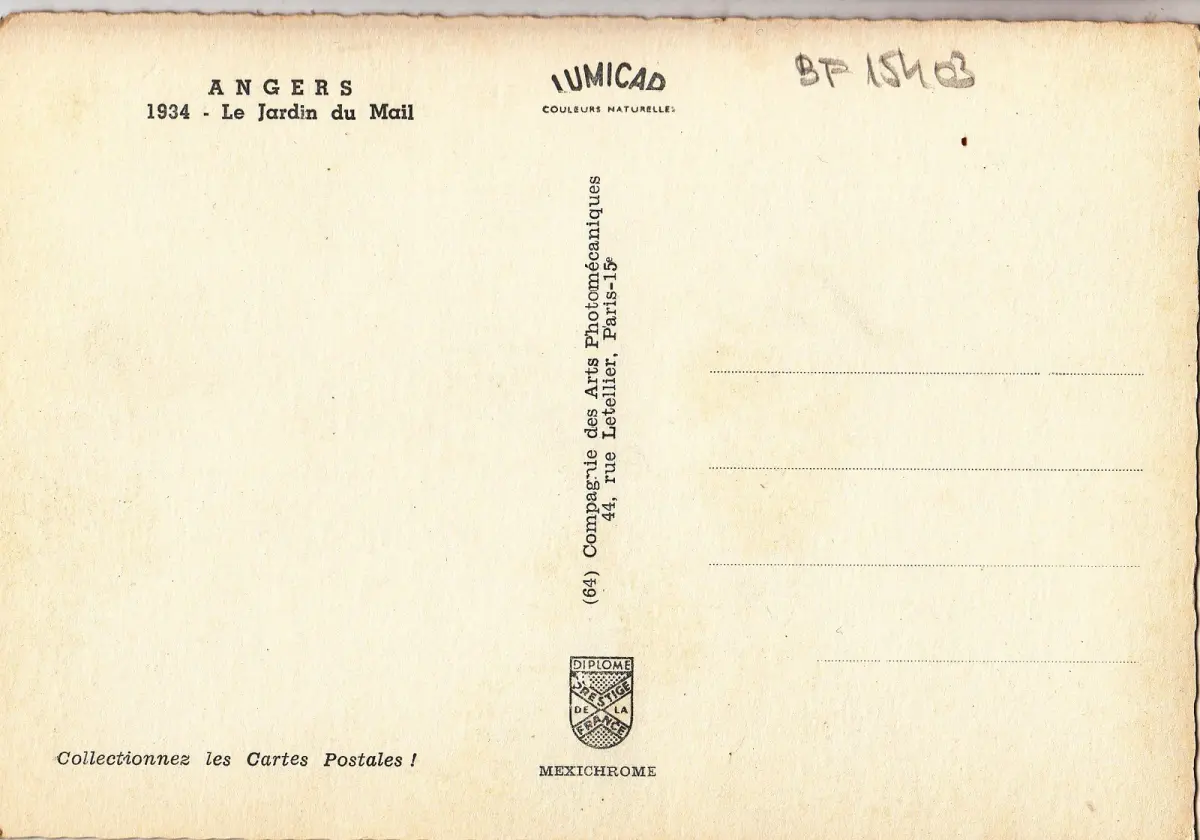 ANGERS
1934 - Le Jardin du Mail
LUMICAP
COULEURS NATURELLES
BF 15403
(64) Compagnie des Arts Photomécaniques
44, rue Letellier, Paris-15e
DIPLOME
PRESTIGE
DE LA
FRANCE
MEXICHROME
Collectionnez les Cartes Postales !